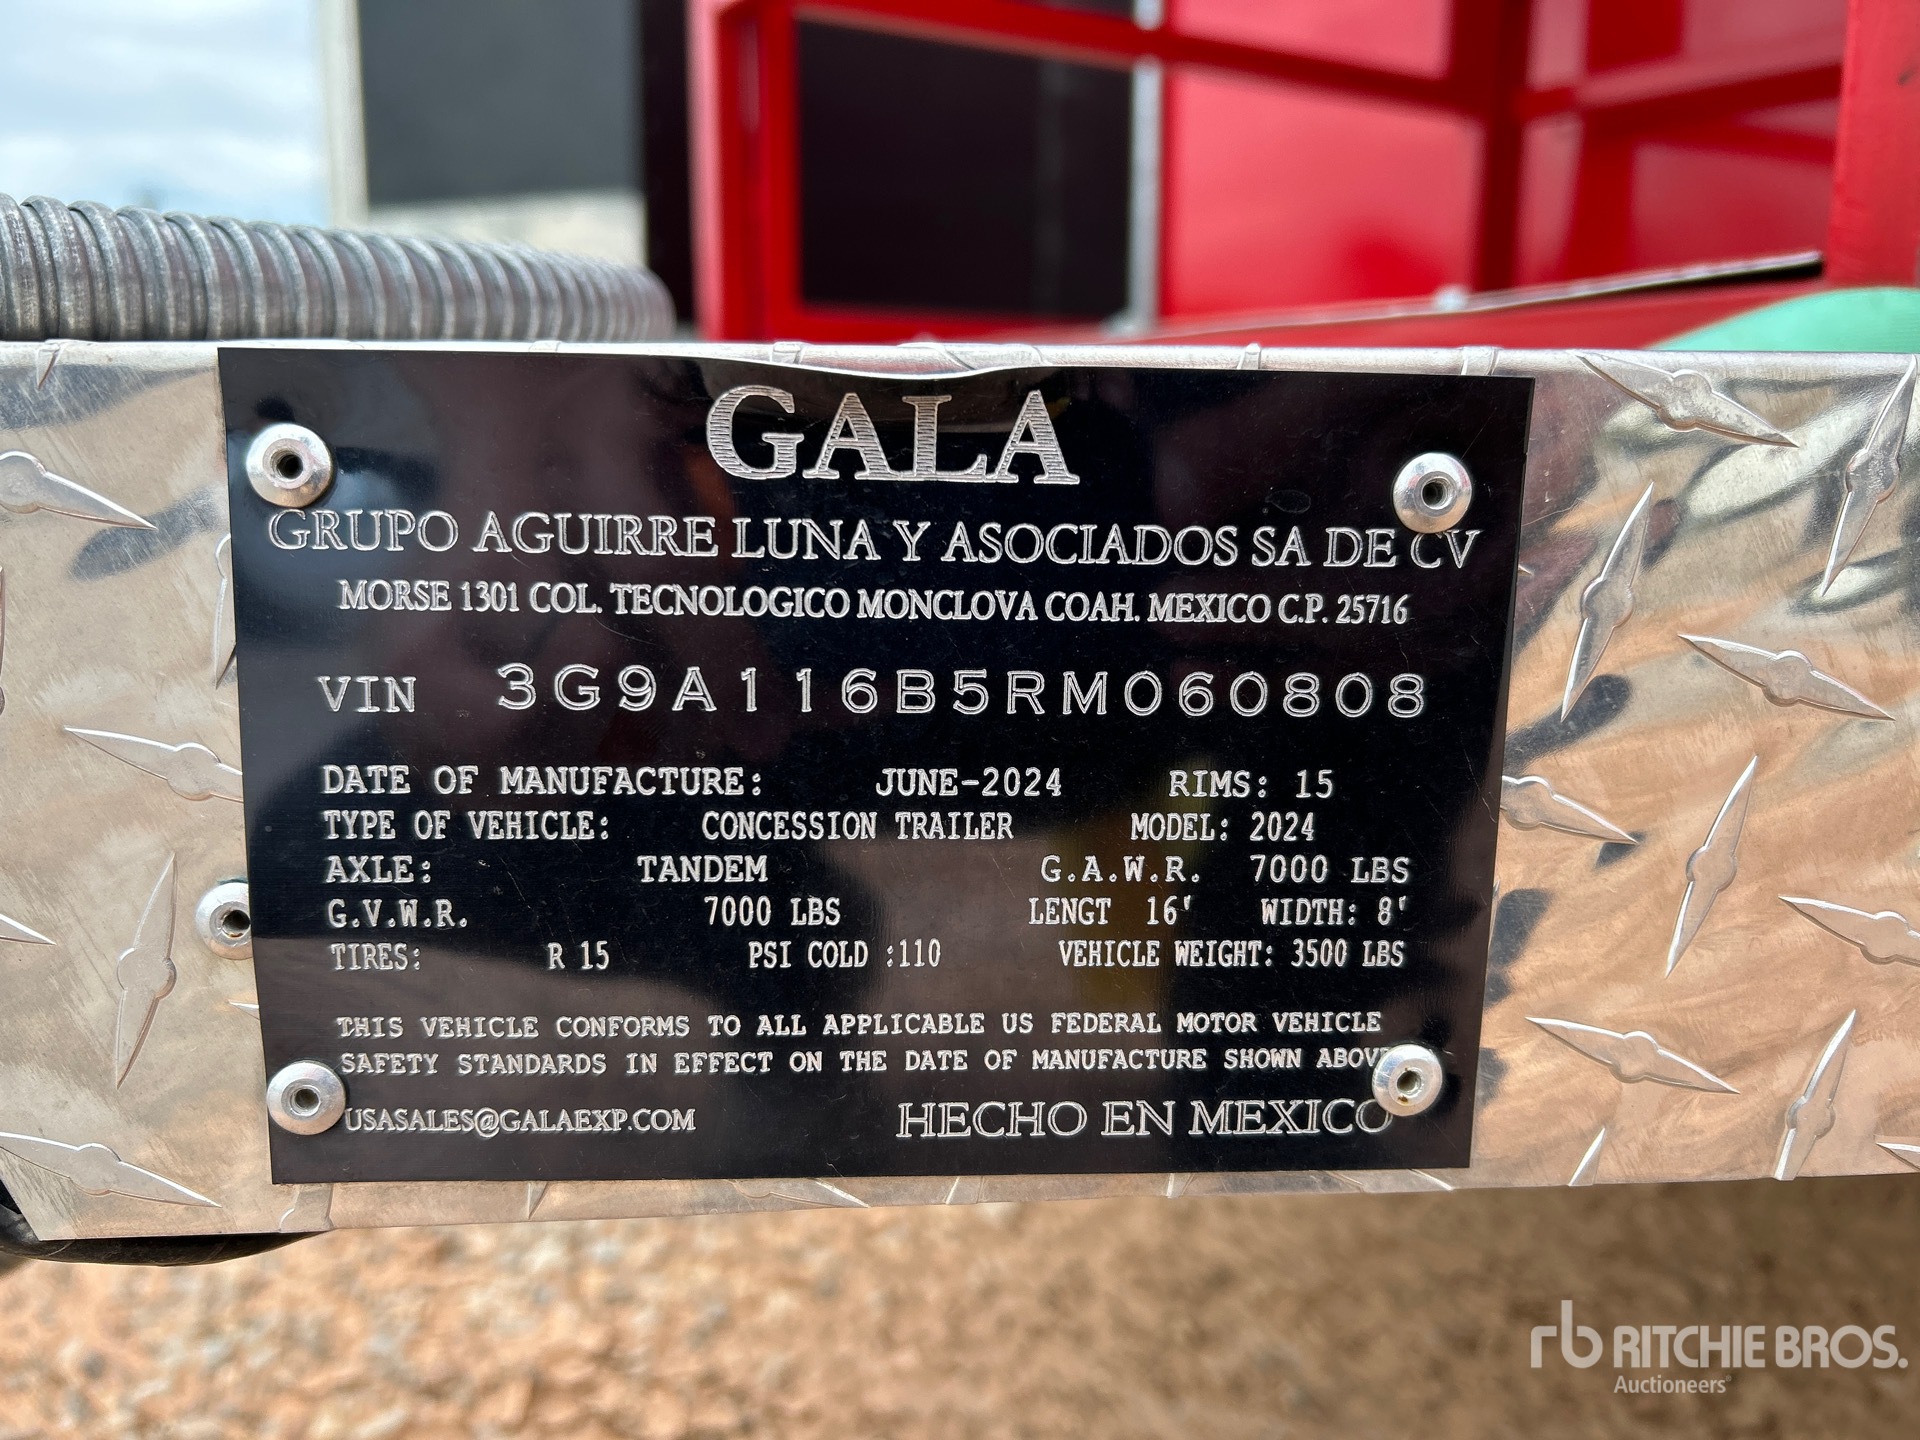 GALA
GRUPO AGUIRRE LUNA Y ASOCIADOS SA DE CV
MORSE 1301 COL. TECNOLOGICO MONCLOVA COAH. MEXICO C.P. 25716
VIN 3G9A116B5RM060808
DATE OF MANUFACTURE: JUNE-2024 RIMS: 15
TYPE OF VEHICLE: CONCESSION TRAILER MODEL: 2024
AXLE: TANDEM G.A.W.R. 7000 LBS
G.V.W.R. 7000 LBS LENGT 16' WIDTH: 8'
TIRES: R 15 PSI COLD :110 VEHICLE WEIGHT: 3500 LBS
THIS VEHICLE CONFORMS TO ALL APPLICABLE US FEDERAL MOTOR VEHICLE
SAFETY STANDARDS IN EFFECT ON THE DATE OF MANUFACTURE SHOWN ABOVE
USASALES@GALAEXP.COM HECHO EN MEXICO
rb RITCHIE BROS.
Auctioneers